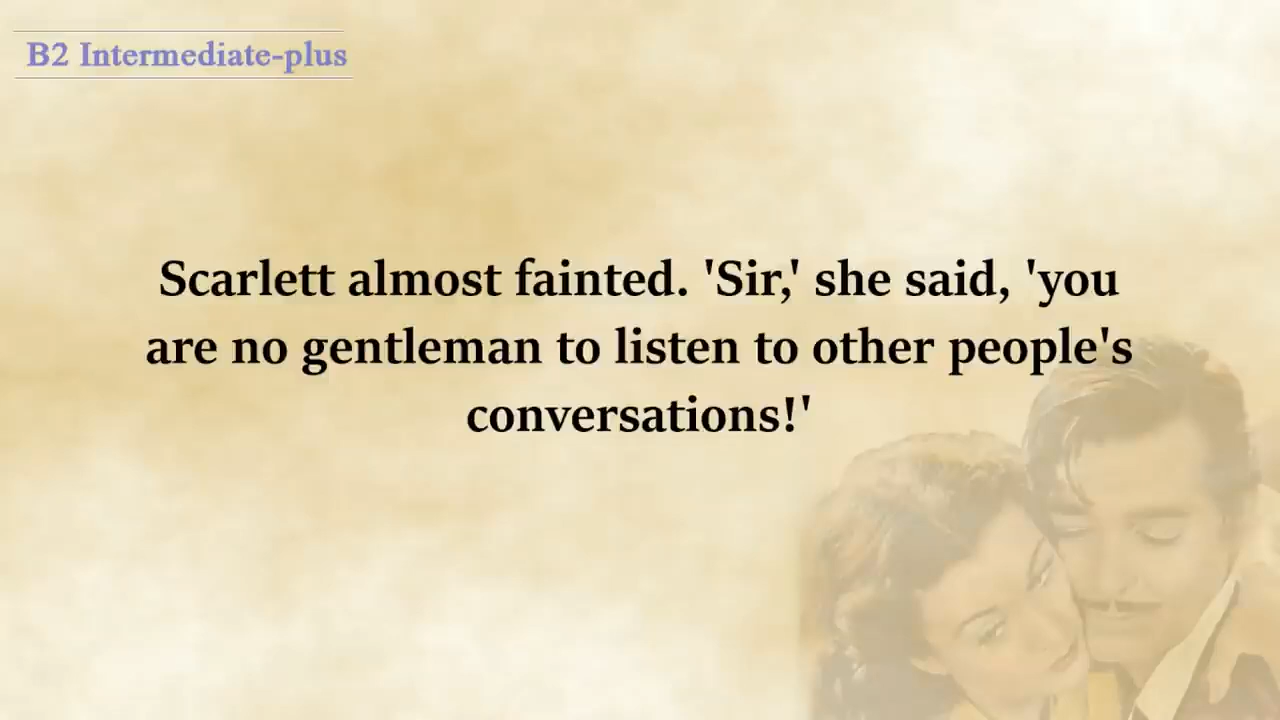 B2 Intermediate-plus
Scarlett almost fainted. 'Sir,' she said, 'you
are no gentleman to listen to other people's
conversations!'